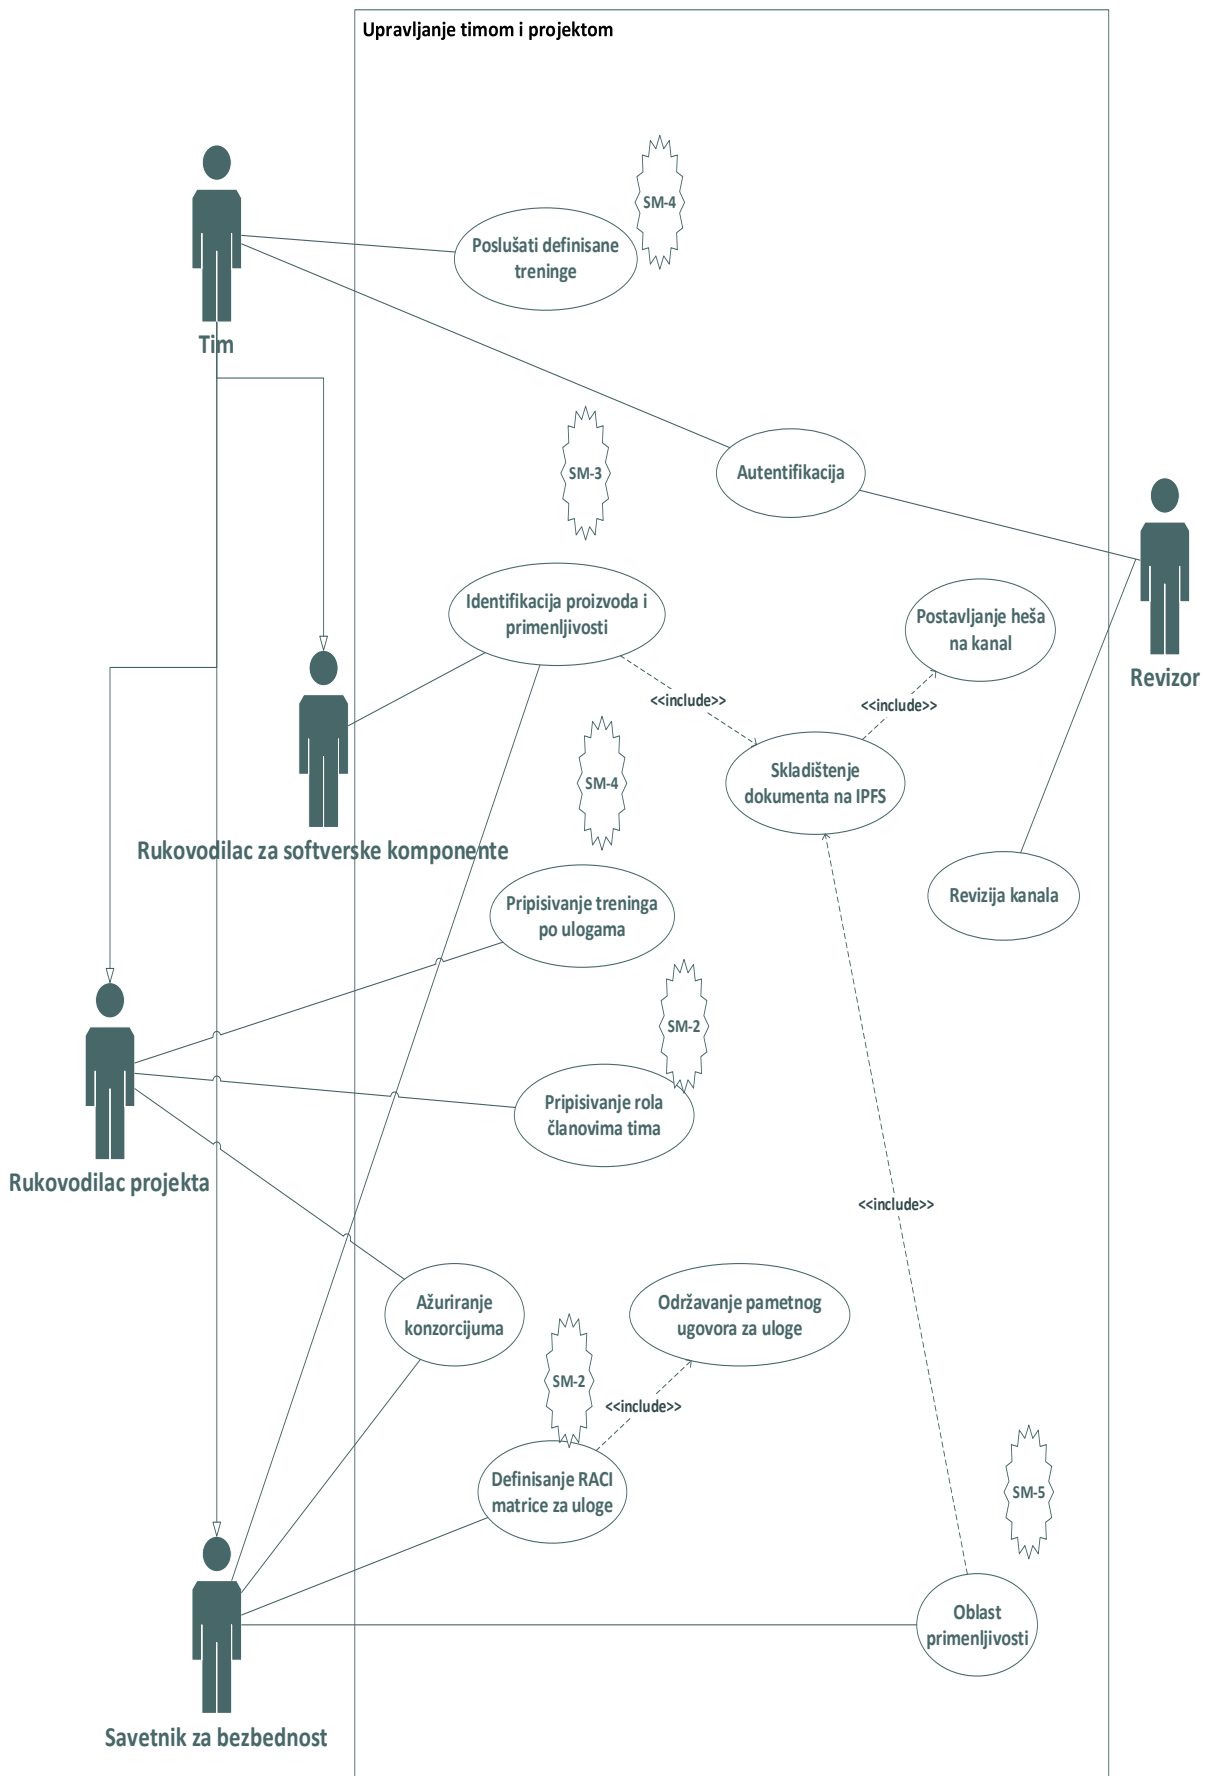 Upravljanje timom i projektom
SM-4
Poslušati definisane
treninge
Tim
SM-3
Autentifikacija
Identifikacija proizvoda i
primenljivosti
Postavljanje heša
na kanal
Revizor
<<include>>
<<include>>
SM-4
Skladištenje
dokumenta na IPFS
Rukovodilac za softverske komponente
Pripisivanje treninga
po ulogama
Revizija kanala
SM-2
Pripisivanje rola
članovima tima
Rukovodilac projekta
<<include>>
Ažuriranje
konzorcijuma
Održavanje pametnog
ugovora za uloge
SM-2
<<include>>
Definisanje RACI
matrice za uloge
SM-5
Oblast
primenljivosti
Savetnik za bezbednost